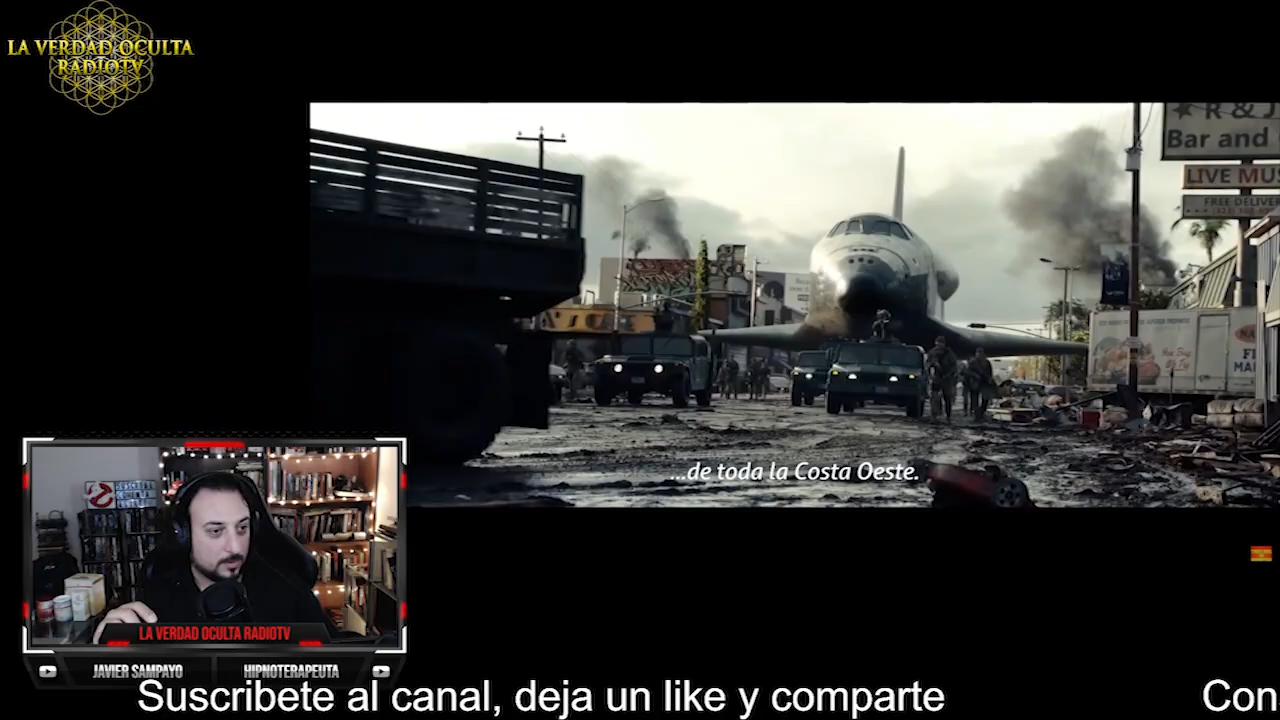 LA VERDAD OCULTA
RADIOTV
R & J
Bar and
LIVE MUS
FREE DELIVER
...de toda la Costa Oeste.
LA VERDAD OCULTA RADIOTV
JAVIER SAMPAYO
HIPNOTERAPEUTA
Suscribete al canal, deja un like y comparte
Con